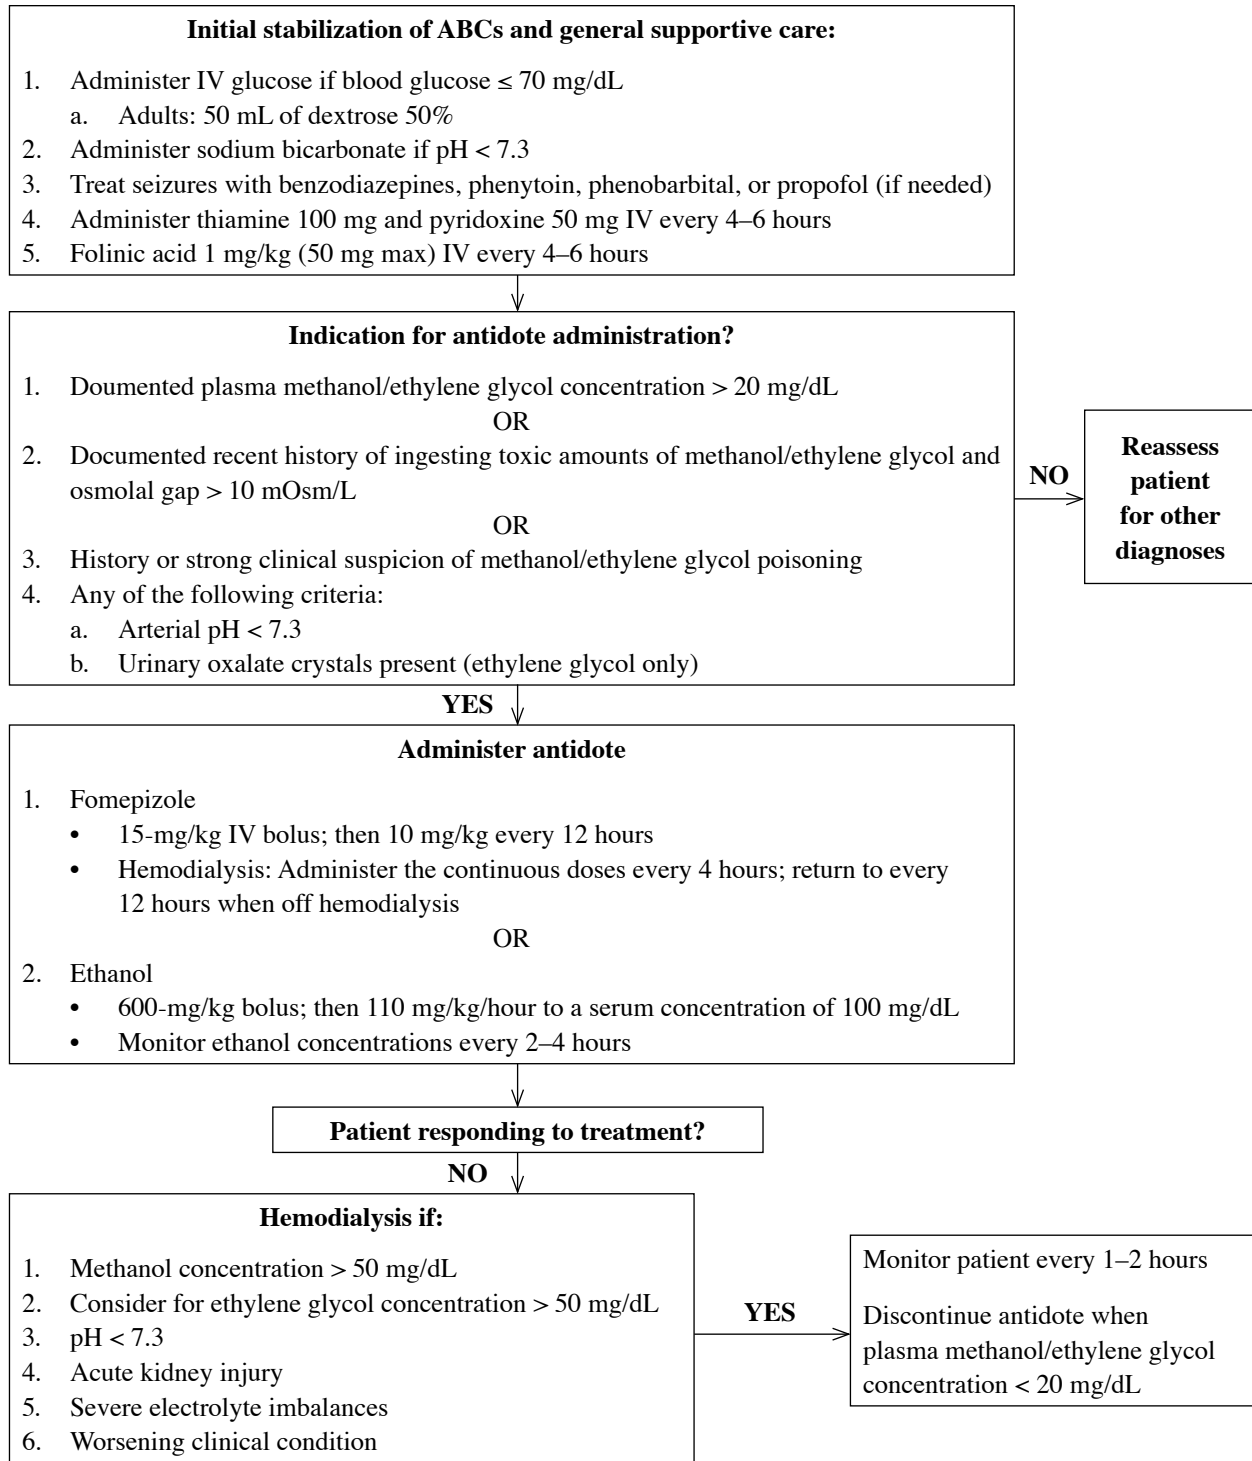 Initial stabilization of ABCs and general supportive care:
1. Administer IV glucose if blood glucose ≤ 70 mg/dL
a. Adults: 50 mL of dextrose 50%
2. Administer sodium bicarbonate if pH < 7.3
3. Treat seizures with benzodiazepines, phenytoin, phenobarbital, or propofol (if needed)
4. Administer thiamine 100 mg and pyridoxine 50 mg IV every 4–6 hours
5. Folinic acid 1 mg/kg (50 mg max) IV every 4–6 hours
Indication for antidote administration?
1. Doumented plasma methanol/ethylene glycol concentration > 20 mg/dL
OR
2. Documented recent history of ingesting toxic amounts of methanol/ethylene glycol and
osmolal gap > 10 mOsm/L
OR
3. History or strong clinical suspicion of methanol/ethylene glycol poisoning
4. Any of the following criteria:
a. Arterial pH < 7.3
b. Urinary oxalate crystals present (ethylene glycol only)
NO
Reassess
patient
for other
diagnoses
YES
Administer antidote
1. Fomepizole
• 15-mg/kg IV bolus; then 10 mg/kg every 12 hours
• Hemodialysis: Administer the continuous doses every 4 hours; return to every
12 hours when off hemodialysis
OR
2. Ethanol
• 600-mg/kg bolus; then 110 mg/kg/hour to a serum concentration of 100 mg/dL
• Monitor ethanol concentrations every 2–4 hours
Patient responding to treatment?
NO
Hemodialysis if:
1. Methanol concentration > 50 mg/dL
2. Consider for ethylene glycol concentration > 50 mg/dL
3. pH < 7.3
4. Acute kidney injury
5. Severe electrolyte imbalances
6. Worsening clinical condition
YES
Monitor patient every 1–2 hours
Discontinue antidote when
plasma methanol/ethylene glycol
concentration < 20 mg/dL